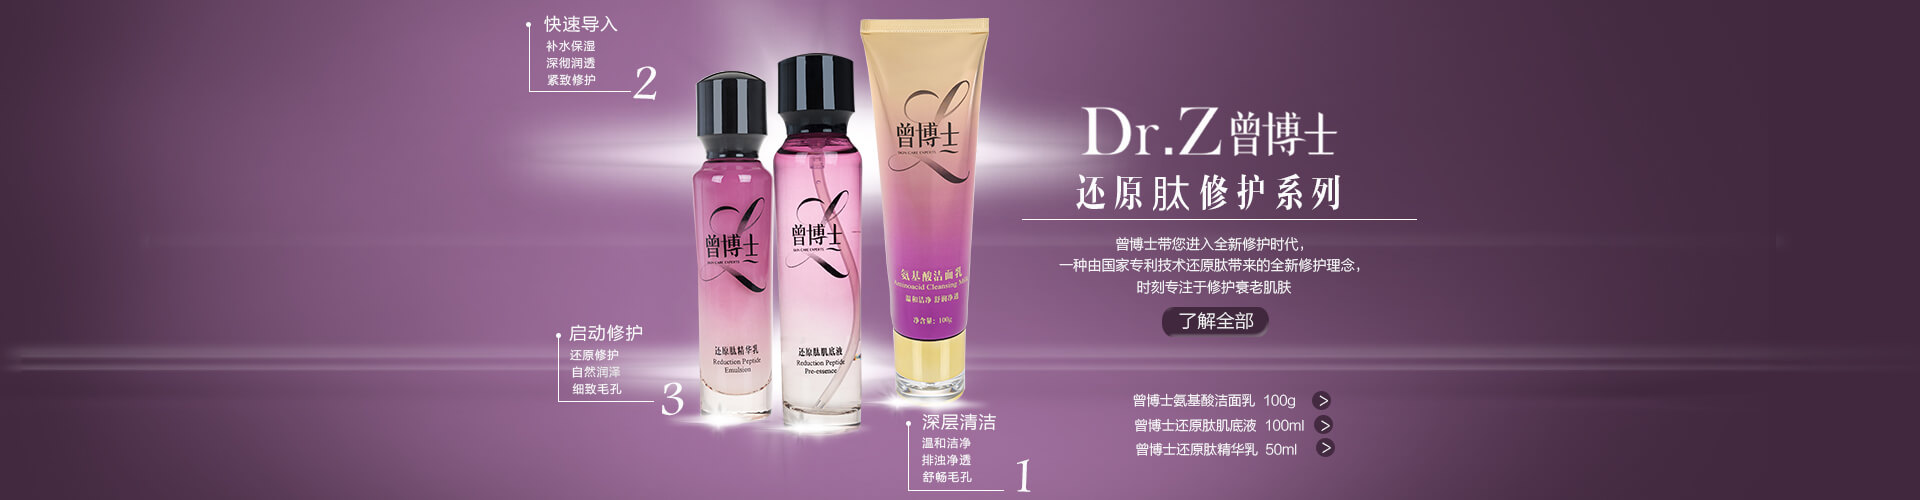 快速导入
补水保湿
深彻润透
紧致修护
2
启动修护
还原修护
自然润泽
细致毛孔
3
曾博士
SKIN CARE EXPERTS
还原肽精华乳
Reduction Peptide
Emulsion
曾博士
SKIN CARE EXPERTS
还原肽肌底液
Reduction Peptide
Pre-essence
曾博士
SKIN CARE EXPERTS
氨基酸洁面乳
Aminoacid Cleansing Milk
温和洁净 舒润净透
净含量：100g
深层清洁
温和洁净
排浊净透
舒畅毛孔
1
Dr.Z曾博士
还原肽修护系列
曾博士带您进入全新修护时代，
一种由国家专利技术还原肽带来的全新修护理念，
时刻专注于修护衰老肌肤
了解全部
曾博士氨基酸洁面乳 100g >
曾博士还原肽肌底液 100ml >
曾博士还原肽精华乳 50ml >